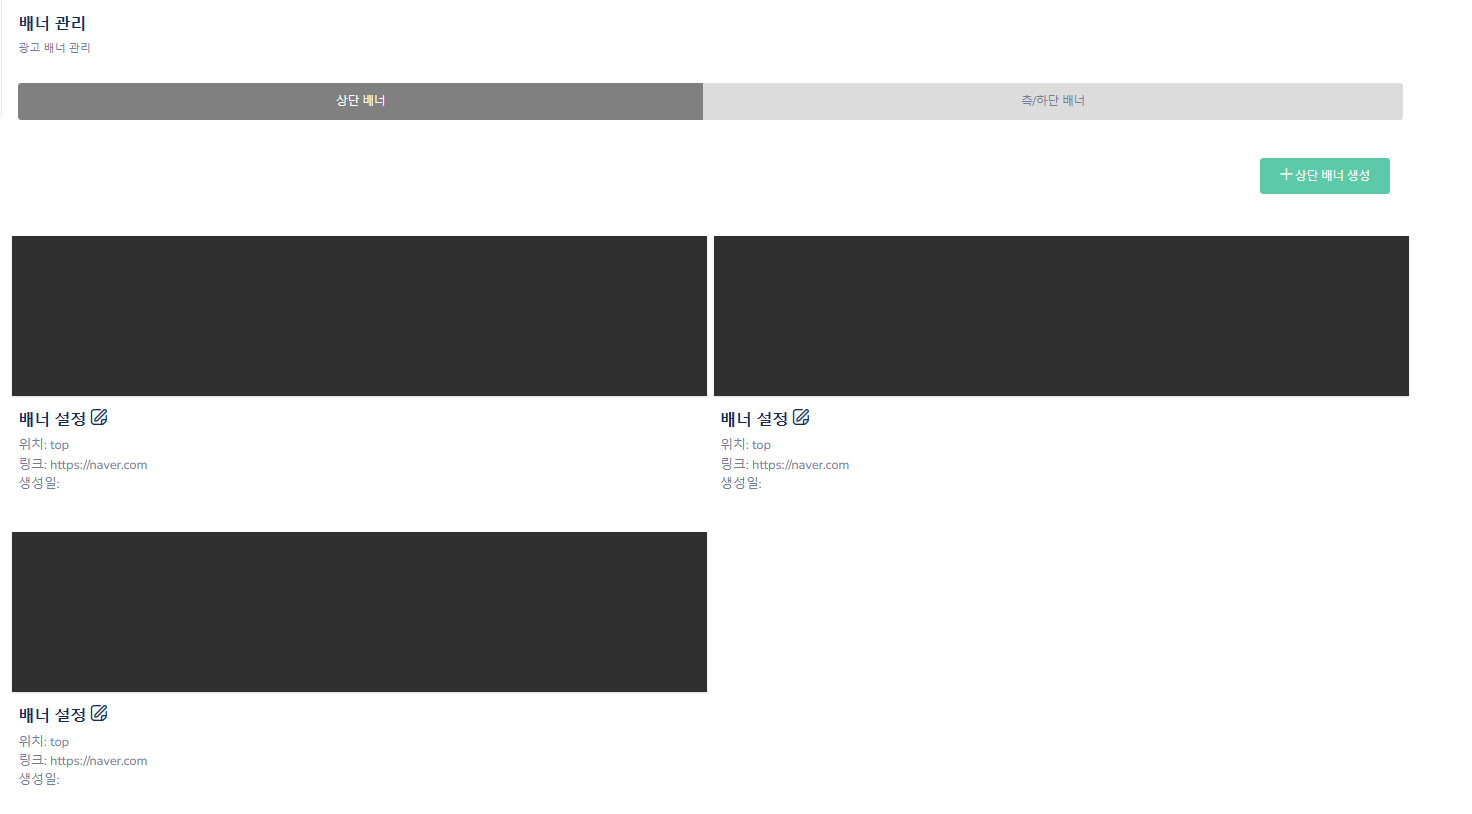 배너 관리
광고 배너 관리
상단 배너
측/하단 배너
+ 상단 배너 생성
배너 설정
위치: top
링크: https://naver.com
생성일:
배너 설정
위치: top
링크: https://naver.com
생성일:
배너 설정
위치: top
링크: https://naver.com
생성일: